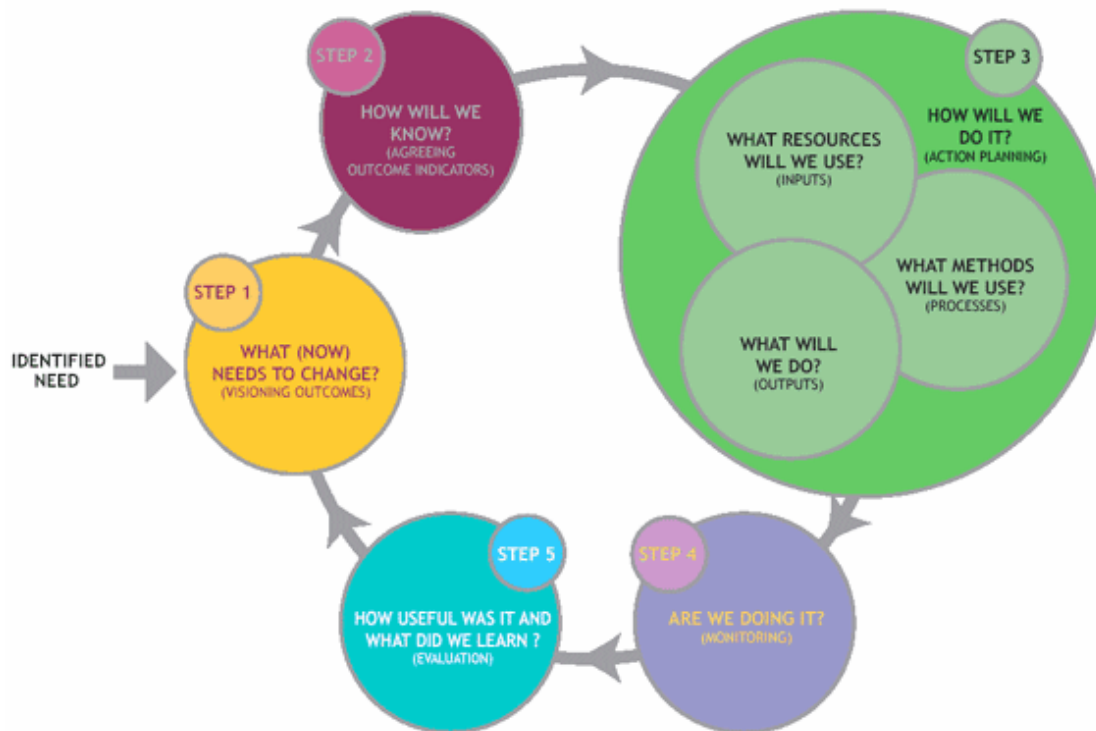 IDENTIFIED
NEED
STEP 1
WHAT (NOW)
NEEDS TO CHANGE?
(VISIONING OUTCOMES)
STEP 2
HOW WILL WE
KNOW?
(AGREEING
OUTCOME INDICATORS)
STEP 3
HOW WILL WE
DO IT?
(ACTION PLANNING)
WHAT RESOURCES
WILL WE USE?
(INPUTS)
WHAT METHODS
WILL WE USE?
(PROCESSES)
WHAT WILL
WE DO?
(OUTPUTS)
STEP 4
ARE WE DOING IT?
(MONITORING)
STEP 5
HOW USEFUL WAS IT AND
WHAT DID WE LEARN ?
(EVALUATION)